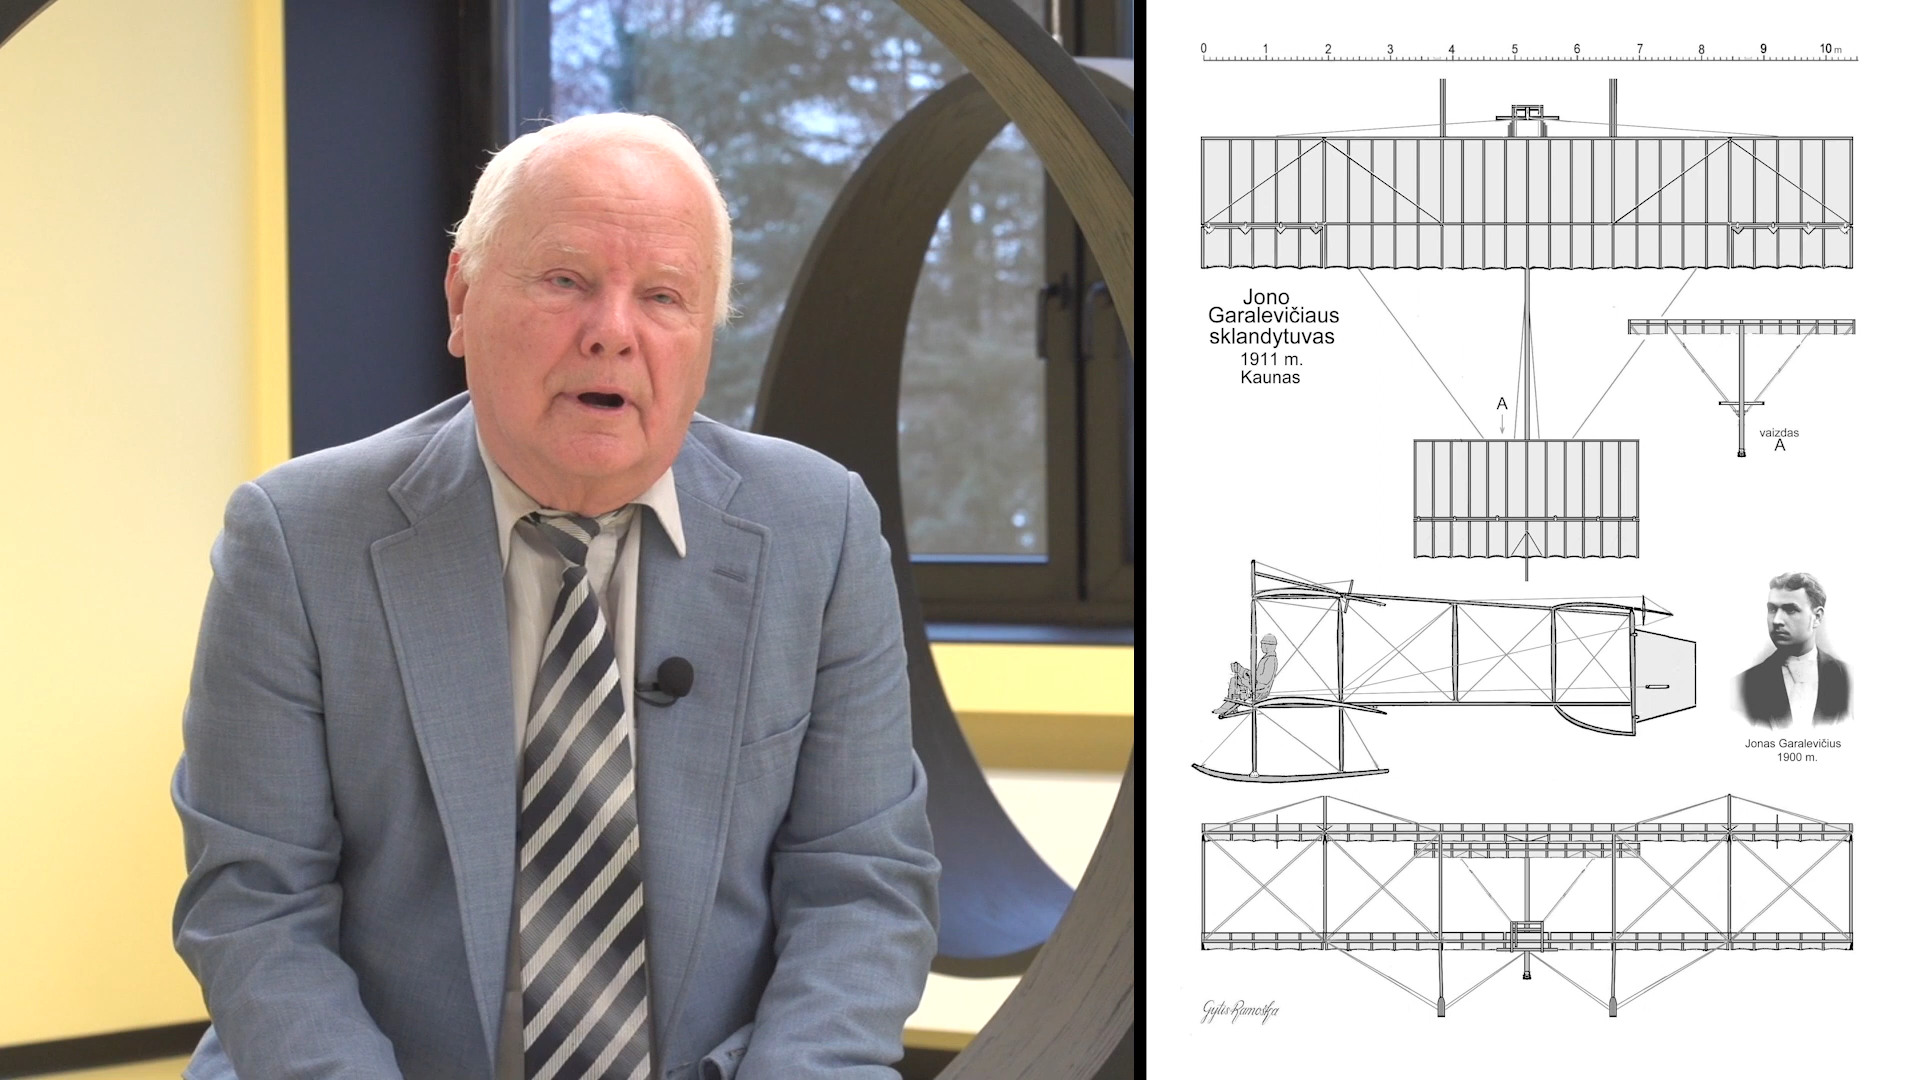 0 1 2 3 4 5 6 7 8 9 10 m
Jono
Garalevičiaus
sklandytuvas
1911 m.
Kaunas
A
vaizdas
A
Jonas Garalevičius
1900 m.
Gytis Ramoška